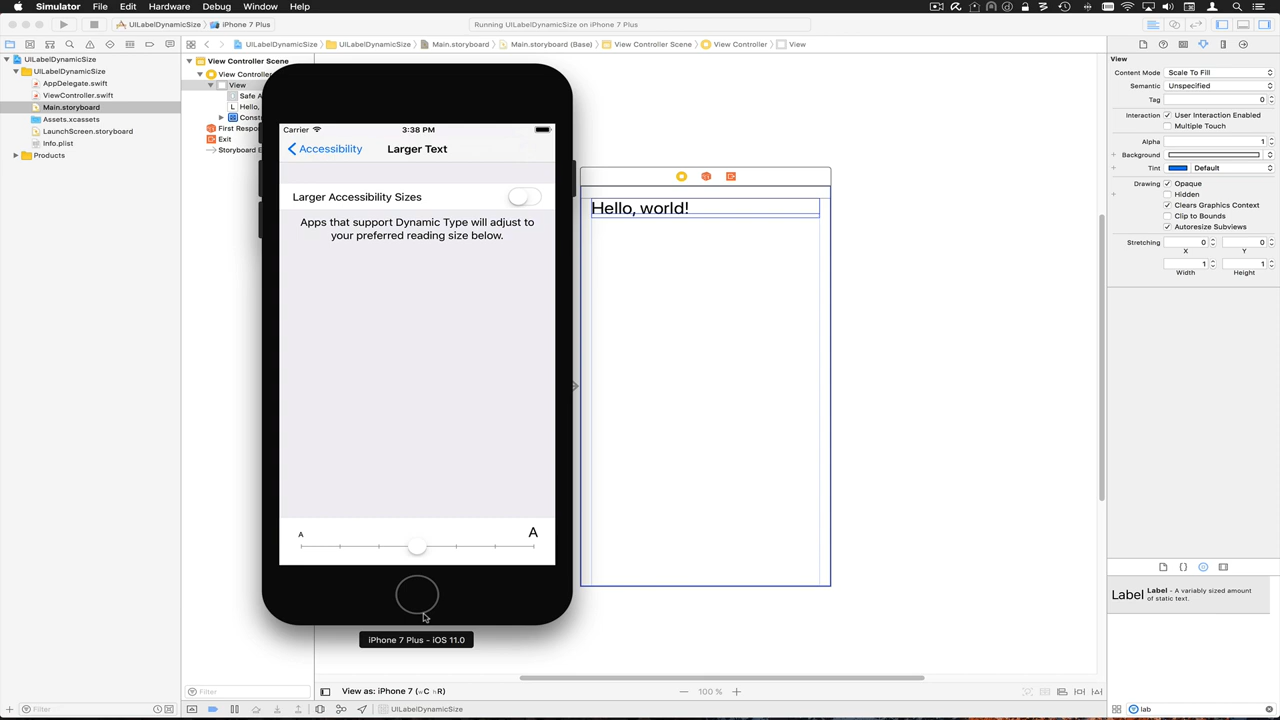 Simulator File Edit Hardware Debug Window Help
UILabelDynamicSize iPhone 7 Plus
Running UILabelDynamicSize on iPhone 7 Plus
UILabelDynamicSize UILabelDynamicSize Main.storyboard Main.storyboard (Base) View Controller Scene View Controller View
UILabelDynamicSize
UILabelDynamicSize
AppDelegate.swift
ViewController.swift
Main.storyboard
Assets.xcassets
LaunchScreen.storyboard
Info.plist
Products
View Controller Scene
View Controlle
View
Safe A
L Hello,
Const
First Respo
Exit
Storyboard E
Carrier 3:38 PM
Accessibility Larger Text
Larger Accessibility Sizes
Apps that support Dynamic Type will adjust to
your preferred reading size below.
A A
iPhone 7 Plus - iOS 11.0
Hello, world!
View
Content Mode Scale To Fill
Semantic Unspecified
Tag 0
Interaction User Interaction Enabled
Multiple Touch
Alpha 1
Background
Tint Default
Drawing Opaque
Hidden
Clears Graphics Context
Clip to Bounds
Autoresize Subviews
Stretching 0 0
X Y
1 1
Width Height
Label Label - A variably sized amount
of static text.
Filter View as: iPhone 7 (wC hR) 100 %
Filter UILabelDynamicSize lab